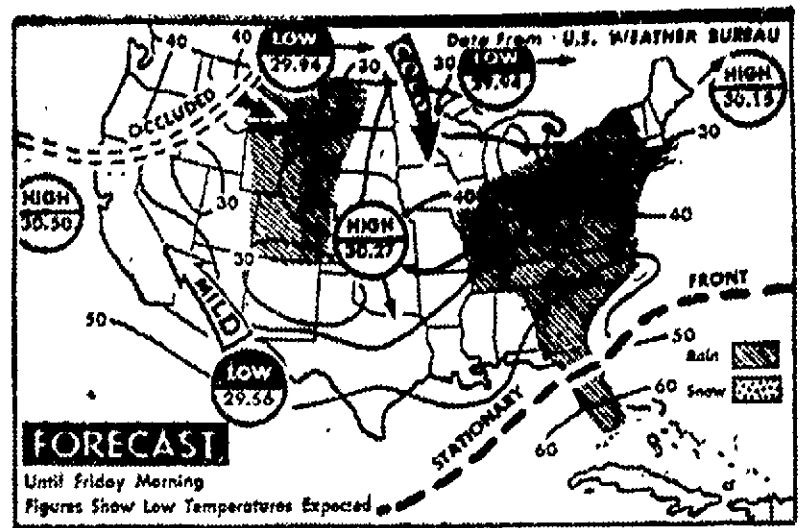 Data From U.S. WEATHER BUREAU
40
40
LOW
29.94
30
COLD
30
LOW
29.94
HIGH
30.15
OCCLUDED
30
HIGH
30.50
30
40
40
HIGH
30.27
30
MILD
FRONT
50
50
Rain
LOW
29.56
Snow
60
STATIONARY
60
FORECAST
Until Friday Morning
Figures Show Low Temperatures Expected